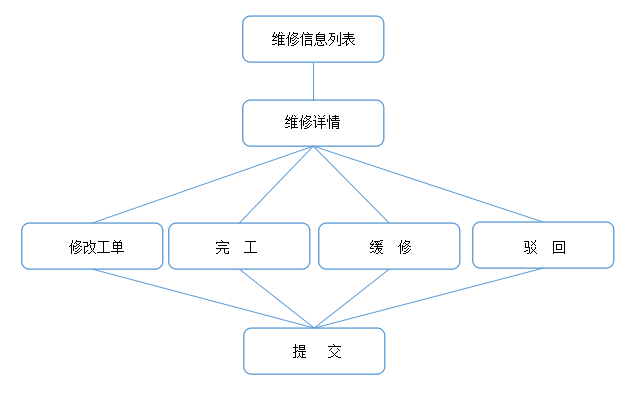 维修信息列表
维修详情
修改工单
完 工
缓 修
驳 回
提 交